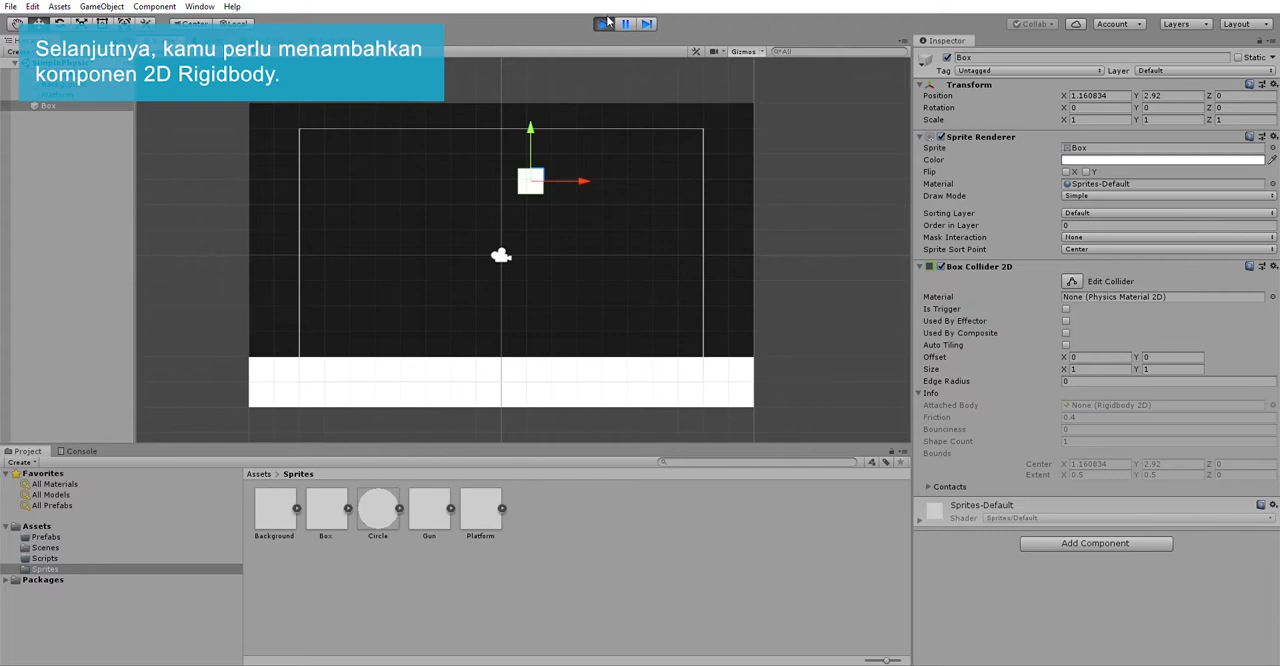 File Edit Assets GameObject Component Window Help
Center Local Collab Account Layers Layout
Selanjutnya, kamu perlu menambahkan
komponen 2D Rigidbody.
Box
Gizmos All
Inspector
Box Static
Tag Untagged Layer Default
Transform
Position X 1.160834 Y 2.92 Z 0
Rotation X 0 Y 0 Z 0
Scale X 1 Y 1 Z 1
Sprite Renderer
Sprite Box
Color
Flip X Y
Material Sprites-Default
Draw Mode Simple
Sorting Layer Default
Order in Layer 0
Mask Interaction None
Sprite Sort Point Center
Box Collider 2D
Edit Collider
Material None (Physics Material 2D)
Is Trigger
Used By Effector
Used By Composite
Auto Tiling
Offset X 0 Y 0
Size X 1 Y 1
Edge Radius 0
Info
Attached Body None (Rigidbody 2D)
Friction 0.4
Bounciness 0
Shape Count 1
Bounds
Center X 1.160834 Y 2.92 Z 0
Extent X 0.5 Y 0.5 Z 0
Contacts
Sprites-Default
Shader Sprites/Default
Add Component
Project Console
Create
Favorites
All Materials
All Models
All Prefabs
Assets
Prefabs
Scenes
Scripts
Sprites
Packages
Assets Sprites
Background Box Circle Gun Platform